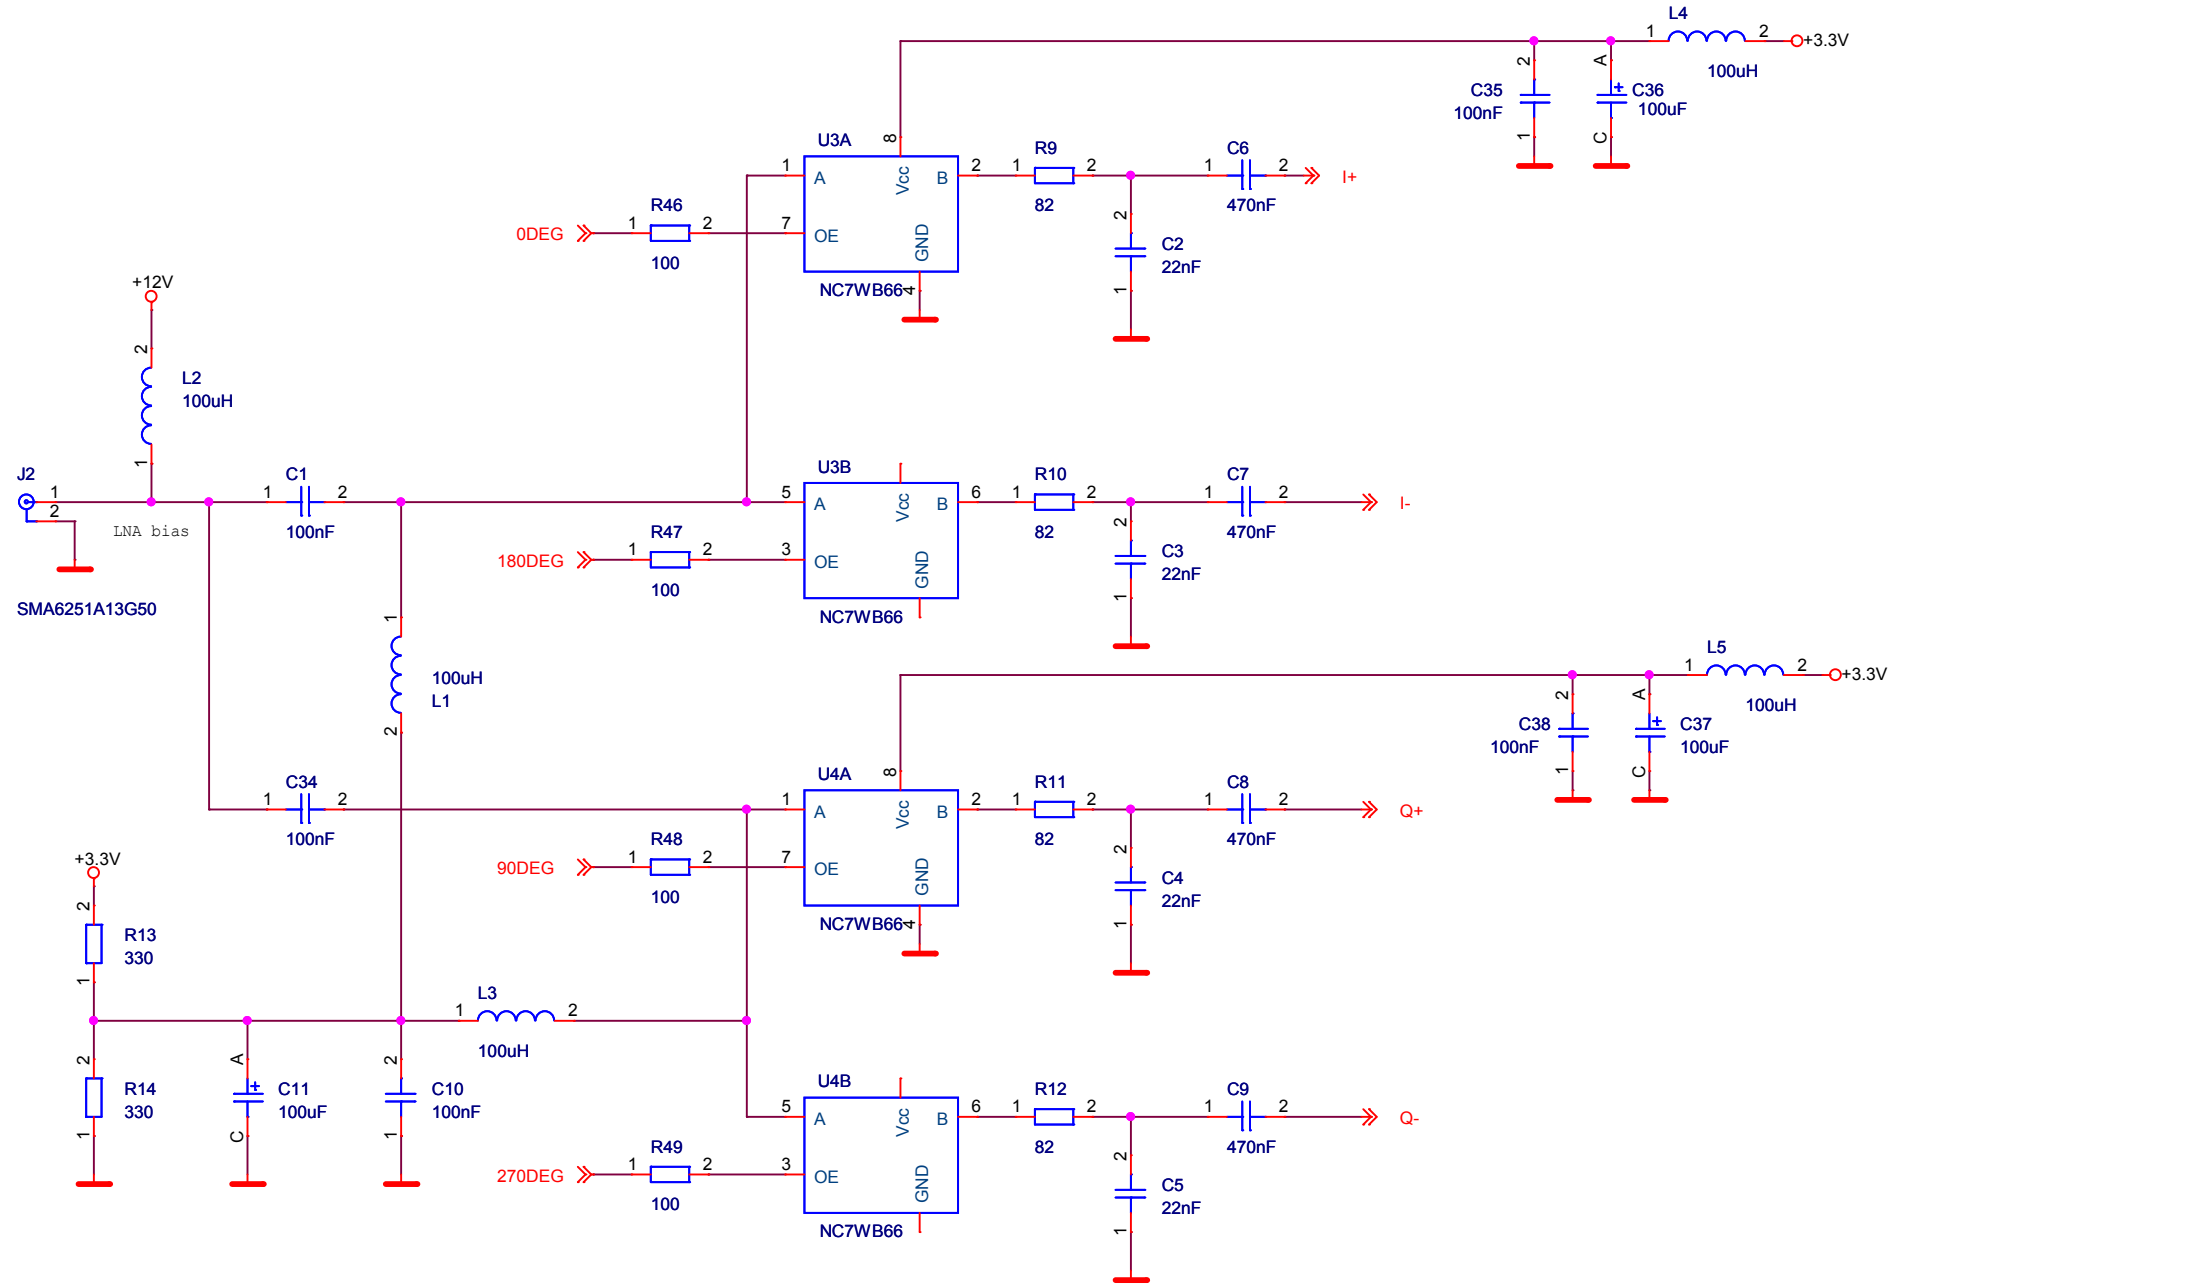 L4
1 2
+3.3V
100uH
2 A
C35
100nF
C36
100uF
1 C
U3A
8
1 A Vcc B 2
7 OE GND
NC7WB66
4
R9
1 2
82
C6
1 2
470nF
I+
2
C2
22nF
1
0DEG
R46
1 2
100
+12V
2
L2
100uH
1
J2
1
2
LNA bias
SMA6251A13G50
C1
1 2
100nF
U3B
5 A Vcc B 6
3 OE GND
NC7WB66
R10
1 2
82
C7
1 2
470nF
I-
2
C3
22nF
1
180DEG
R47
1 2
100
1
100uH
L1
2
L5
1 2
+3.3V
100uH
2 A
C38
100nF
C37
100uF
1 C
C34
1 2
100nF
U4A
8
1 A Vcc B 2
7 OE GND
NC7WB66
4
R11
1 2
82
C8
1 2
470nF
Q+
2
C4
22nF
1
90DEG
R48
1 2
100
+3.3V
2
R13
330
1
L3
1 2
100uH
2
R14
330
1
A
C11
100uF
C
2
C10
100nF
1
U4B
5 A Vcc B 6
3 OE GND
NC7WB66
R12
1 2
82
C9
1 2
470nF
Q-
2
C5
22nF
1
270DEG
R49
1 2
100